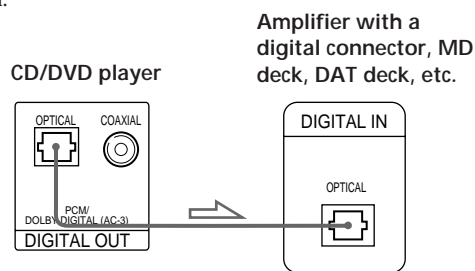 Amplifier with a
digital connector, MD
deck, DAT deck, etc.
CD/DVD player
OPTICAL COAXIAL
PCM/
DOLBY DIGITAL (AC-3)
DIGITAL OUT
DIGITAL IN
OPTICAL